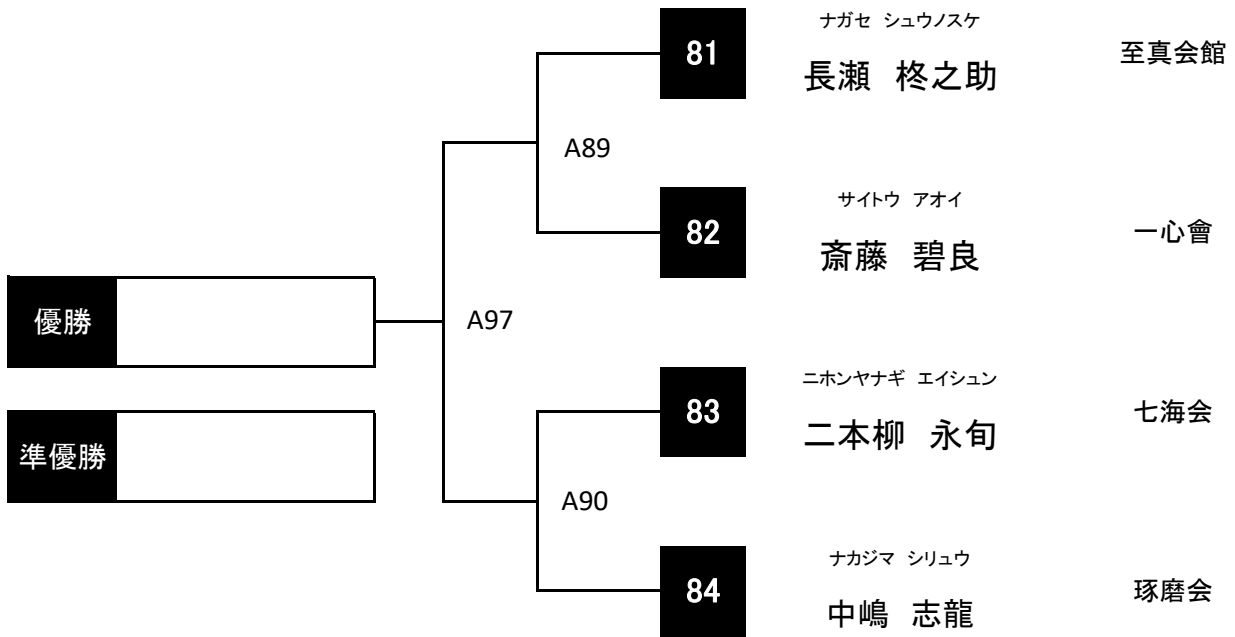 ナガセ シュウノスケ
81 長瀬 柊之助 至真会館
A89
サイトウ アオイ
82 斎藤 碧良 一心會
優勝
A97
ニホンヤナギ エイシュン
83 二本柳 永旬 七海会
準優勝
A90
ナカジマ シリュウ
84 中嶋 志龍 琢磨会